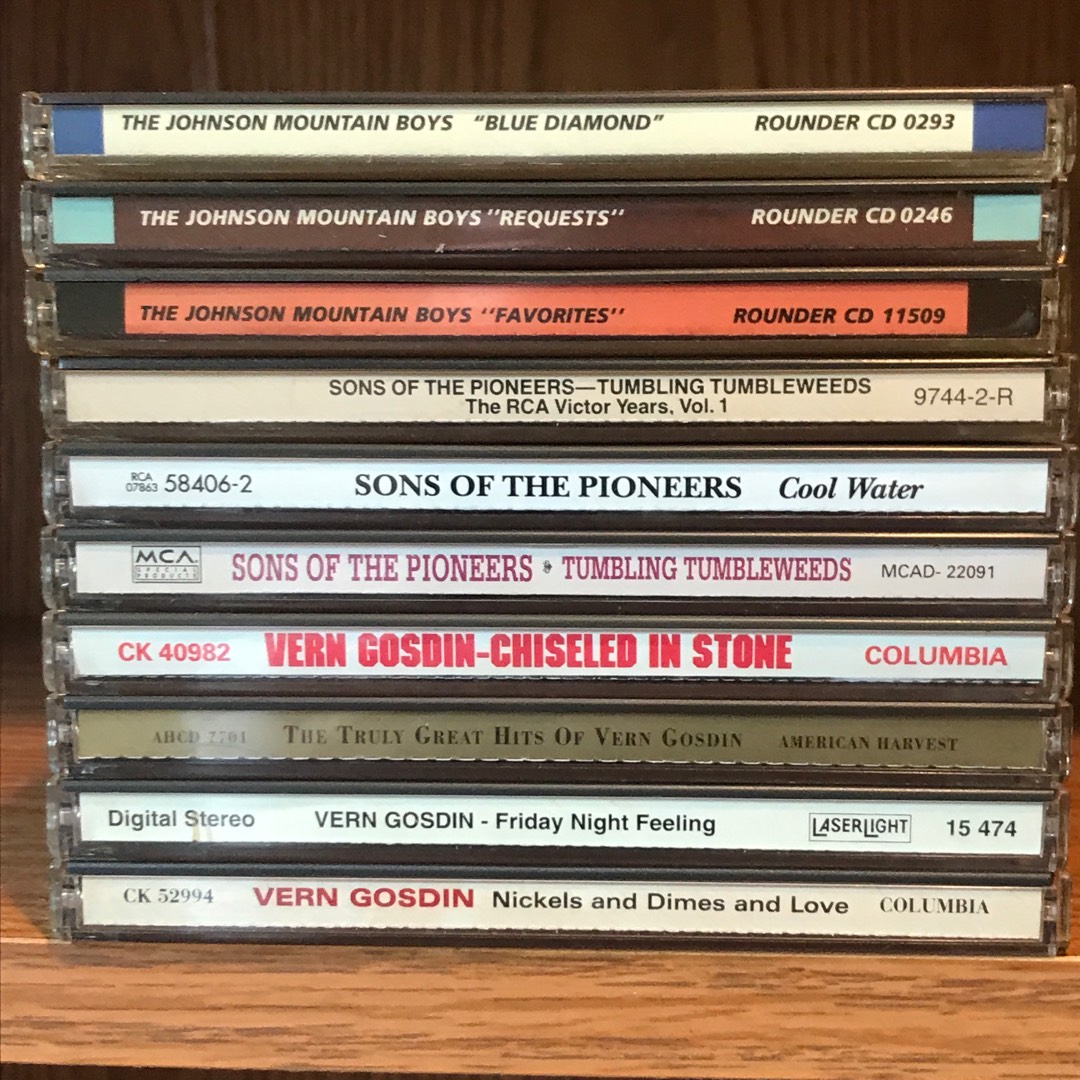 THE JOHNSON MOUNTAIN BOYS "BLUE DIAMOND" ROUNDER CD 0293
THE JOHNSON MOUNTAIN BOYS "REQUESTS" ROUNDER CD 0246
THE JOHNSON MOUNTAIN BOYS "FAVORITES" ROUNDER CD 11509
SONS OF THE PIONEERS—TUMBLING TUMBLEWEEDS 9744-2-R
The RCA Victor Years, Vol. 1
RCA
07863 58406-2 SONS OF THE PIONEERS Cool Water
MCA
SPECIAL
PRODUCTS
SONS OF THE PIONEERS • TUMBLING TUMBLEWEEDS MCAD- 22091
CK 40982 VERN GOSDIN-CHISELED IN STONE COLUMBIA
AHCD 7701 THE TRULY GREAT HITS OF VERN GOSDIN AMERICAN HARVEST
Digital Stereo VERN GOSDIN - Friday Night Feeling LASERLIGHT 15 474
CK 52994 VERN GOSDIN Nickels and Dimes and Love COLUMBIA